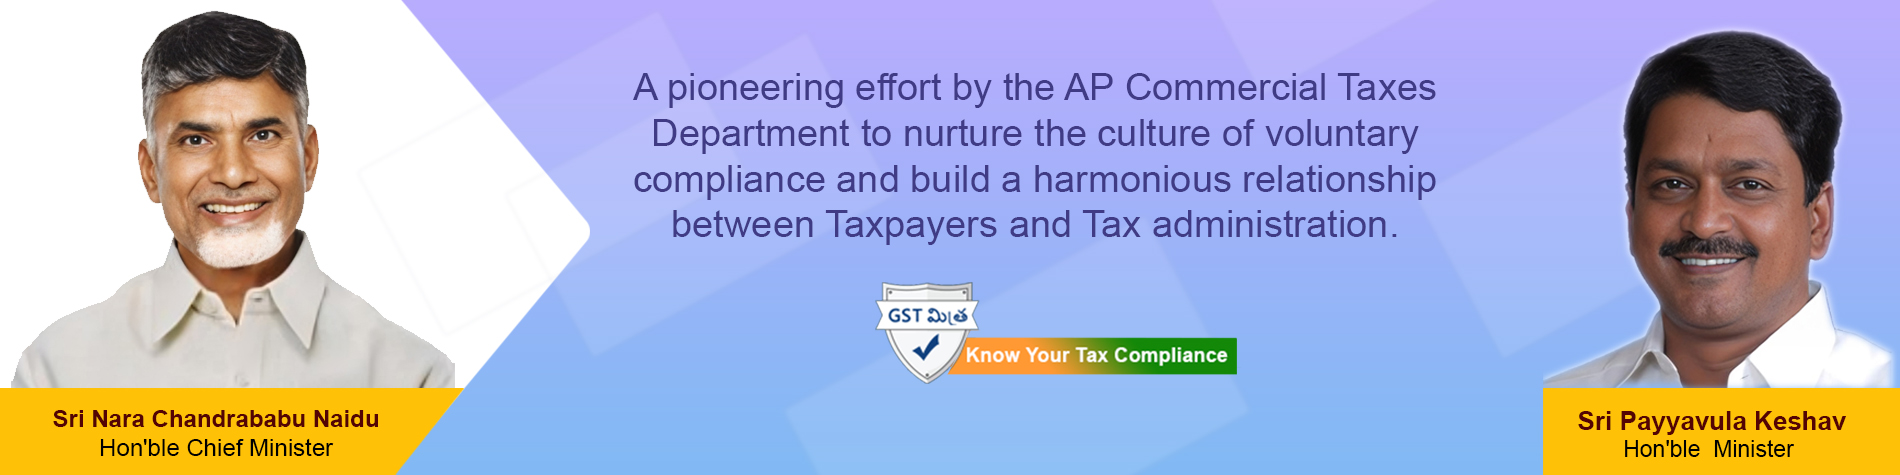 A pioneering effort by the AP Commercial Taxes
Department to nurture the culture of voluntary
compliance and build a harmonious relationship
between Taxpayers and Tax administration.
GST మిత్ర
Know Your Tax Compliance
Sri Nara Chandrababu Naidu
Hon'ble Chief Minister
Sri Payyavula Keshav
Hon'ble  Minister